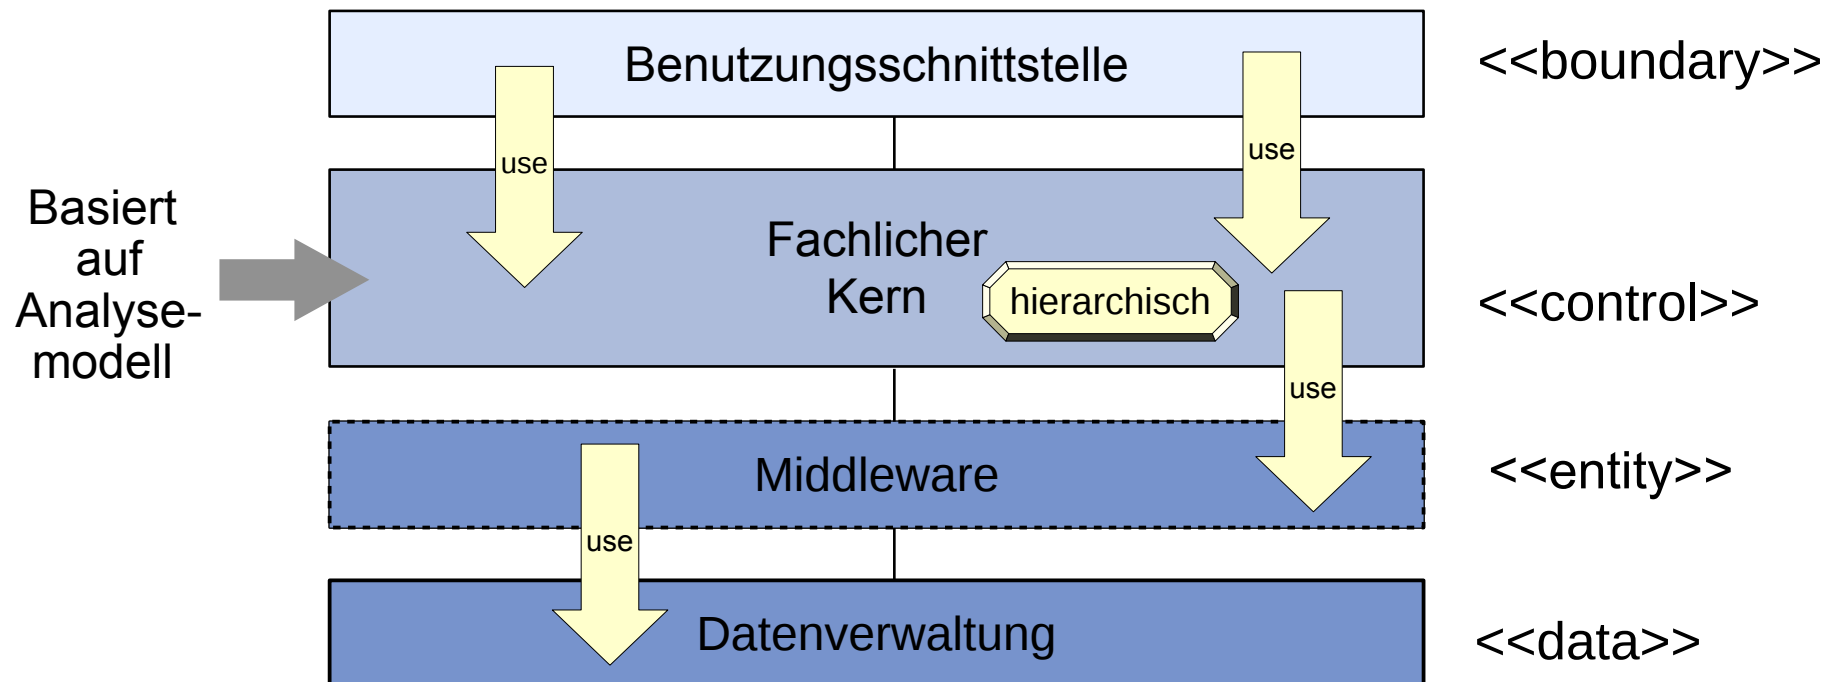 Benutzungsschnittstelle
<<boundary>>
use
use
Basiert
auf
Analyse-
modell
Fachlicher
Kern
hierarchisch
<<control>>
use
Middleware
<<entity>>
use
Datenverwaltung
<<data>>